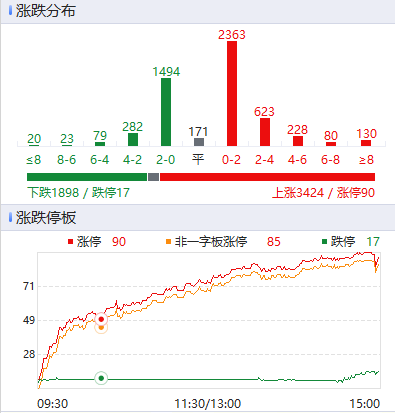 涨跌分布
20 23 79 282 1494 171 2363 623 228 80 130
≤8 8-6 6-4 4-2 2-0 平 0-2 2-4 4-6 6-8 ≥8
下跌1898 / 跌停17 上涨3424 / 涨停90
涨跌停板
涨停 90 非一字板涨停 85 跌停 17
71
49
28
09:30 11:30/13:00 15:00